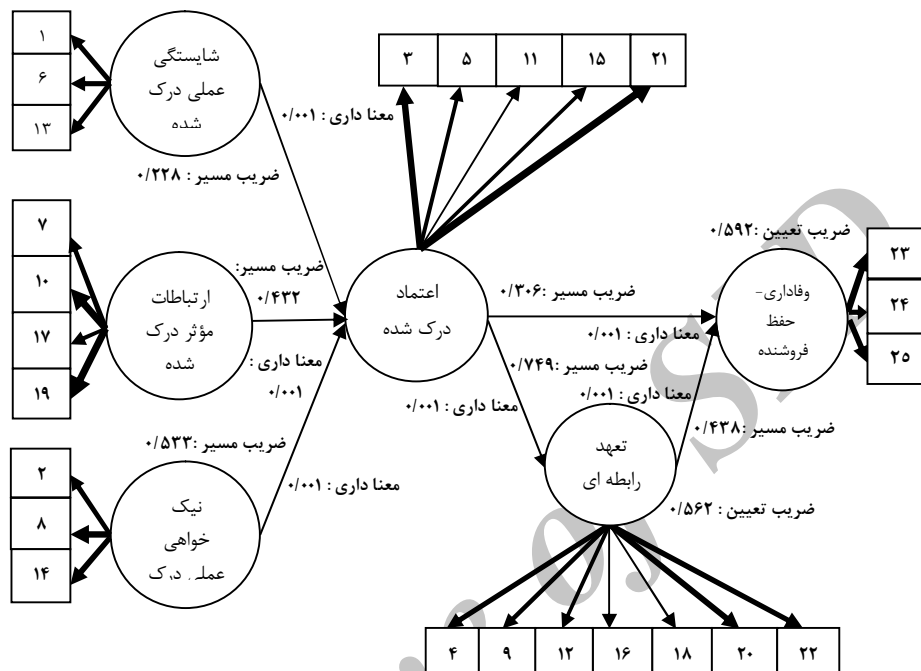 ۱
۶
۱۳
شایستگی
عملی درک
شده
۳ ۵ ۱۱ ۱۵ ۲۱
معنا داری : ۰/۰۰۱
ضریب مسیر : ۰/۲۲۸
۷
۱۰
۱۷
۱۹
ارتباطات
مؤثر درک
شده
ضریب مسیر:
۰/۴۳۲
معنا داری :
۰/۰۰۱
اعتماد
درک شده
ضریب تعیین :۰/۵۹۲
وفاداری-
حفظ
فروشنده
۲۳
۲۴
۲۵
ضریب مسیر :۰/۳۰۶
معنا داری : ۰/۰۰۱
ضریب مسیر :۰/۷۴۹
معنا داری : ۰/۰۰۱
معنا داری : ۰/۰۰۱
ضریب مسیر :۰/۴۳۸
ضریب مسیر :۰/۵۳۳
معنا داری : ۰/۰۰۱
۲
۸
۱۴
نیک
خواهی
عملی درک
تعهد
رابطه ای
ضریب تعیین :۰/۵۶۲
۴ ۹ ۱۲ ۱۶ ۱۸ ۲۰ ۲۲